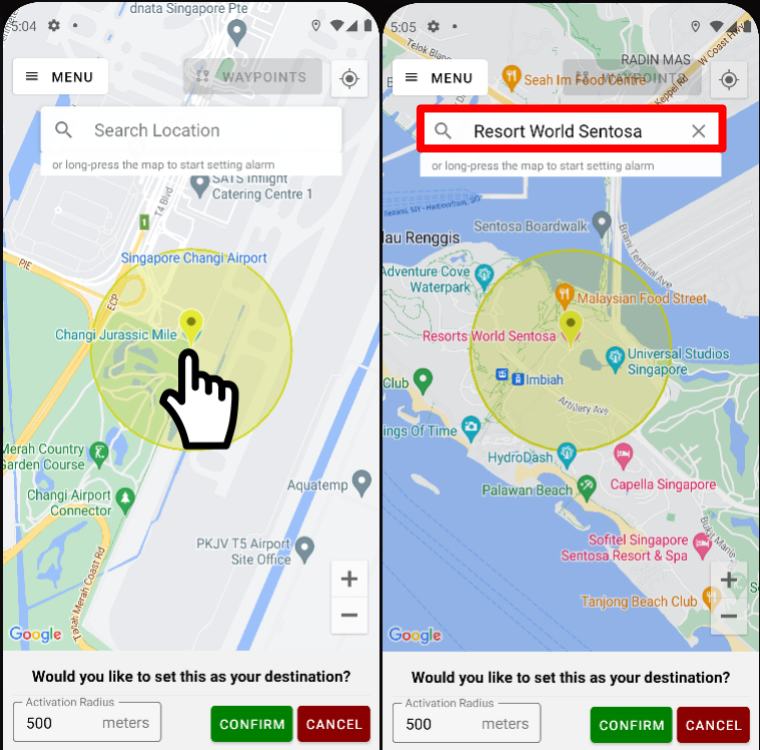 5:04
dnata Singapore Pte
MENU
WAYPOINTS
Search Location
or long-press the map to start setting alarm
SATS Inflight
Catering Centre 1
T4 Blvd
Singapore Changi Airport
PIE
ECP
Changi Jurassic Mile
Merah Country
Garden Course
Changi Airport
Connector
Aquatemp
PKJV T5 Airport
Site Office
Tanah Merah Coast Rd
+
−
Google
Would you like to set this as your destination?
Activation Radius
500 meters
CONFIRM
CANCEL
5:05
Telok Blangah
RADIN MAS
W Coast Hwy
MENU
WAYPOINTS
Seah Im Food Centre
Keppel Rd
Resort World Sentosa
or long-press the map to start setting alarm
Sentosa Boardwalk
lau Renggis
Brani Terminal Ave
Adventure Cove
Waterpark
Malaysian Food Street
Resorts World Sentosa
Universal Studios
Singapore
Imbiah
Club
Artillery Ave
ings Of Time
HydroDash
Capella Singapore
Palawan Beach
Bukit Manis
Sofitel Singapore
Sentosa Resort & Spa
Tanjong Beach Club
+
−
Google
Would you like to set this as your destination?
Activation Radius
500 meters
CONFIRM
CANCEL